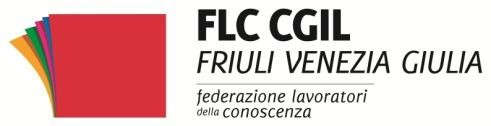 FLC CGIL
FRIULI VENEZIA GIULIA
federazione lavoratori
della conoscenza